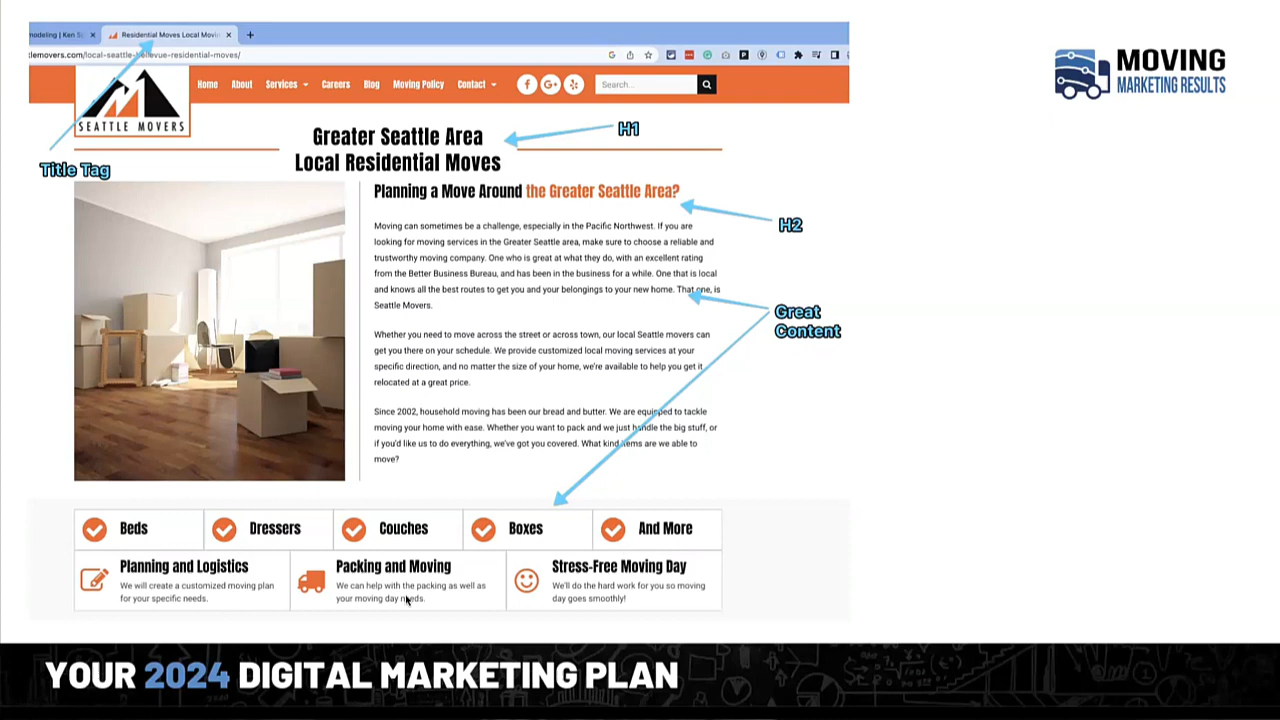 modeling | Ken S
Residential Moves Local Movin
lemovers.com/local-seattle-bellevue-residential-moves/
MOVING
MARKETING RESULTS
SEATTLE MOVERS
Home About Services Careers Blog Moving Policy Contact Search...
Greater Seattle Area
Local Residential Moves
H1
Title Tag
Planning a Move Around the Greater Seattle Area?
H2
Moving can sometimes be a challenge, especially in the Pacific Northwest. If you are
looking for moving services in the Greater Seattle area, make sure to choose a reliable and
trustworthy moving company. One who is great at what they do, with an excellent rating
from the Better Business Bureau, and has been in the business for a while. One that is local
and knows all the best routes to get you and your belongings to your new home. That one, is
Seattle Movers.
Great
Content
Whether you need to move across the street or across town, our local Seattle movers can
get you there on your schedule. We provide customized local moving services at your
specific direction, and no matter the size of your home, we're available to help you get it
relocated at a great price.
Since 2002, household moving has been our bread and butter. We are equipped to tackle
moving your home with ease. Whether you want to pack and we just handle the big stuff, or
if you'd like us to do everything, we've got you covered. What kind items are we able to
move?
Beds Dressers Couches Boxes And More
Planning and Logistics
We will create a customized moving plan
for your specific needs.
Packing and Moving
We can help with the packing as well as
your moving day needs.
Stress-Free Moving Day
We'll do the hard work for you so moving
day goes smoothly!
YOUR 2024 DIGITAL MARKETING PLAN